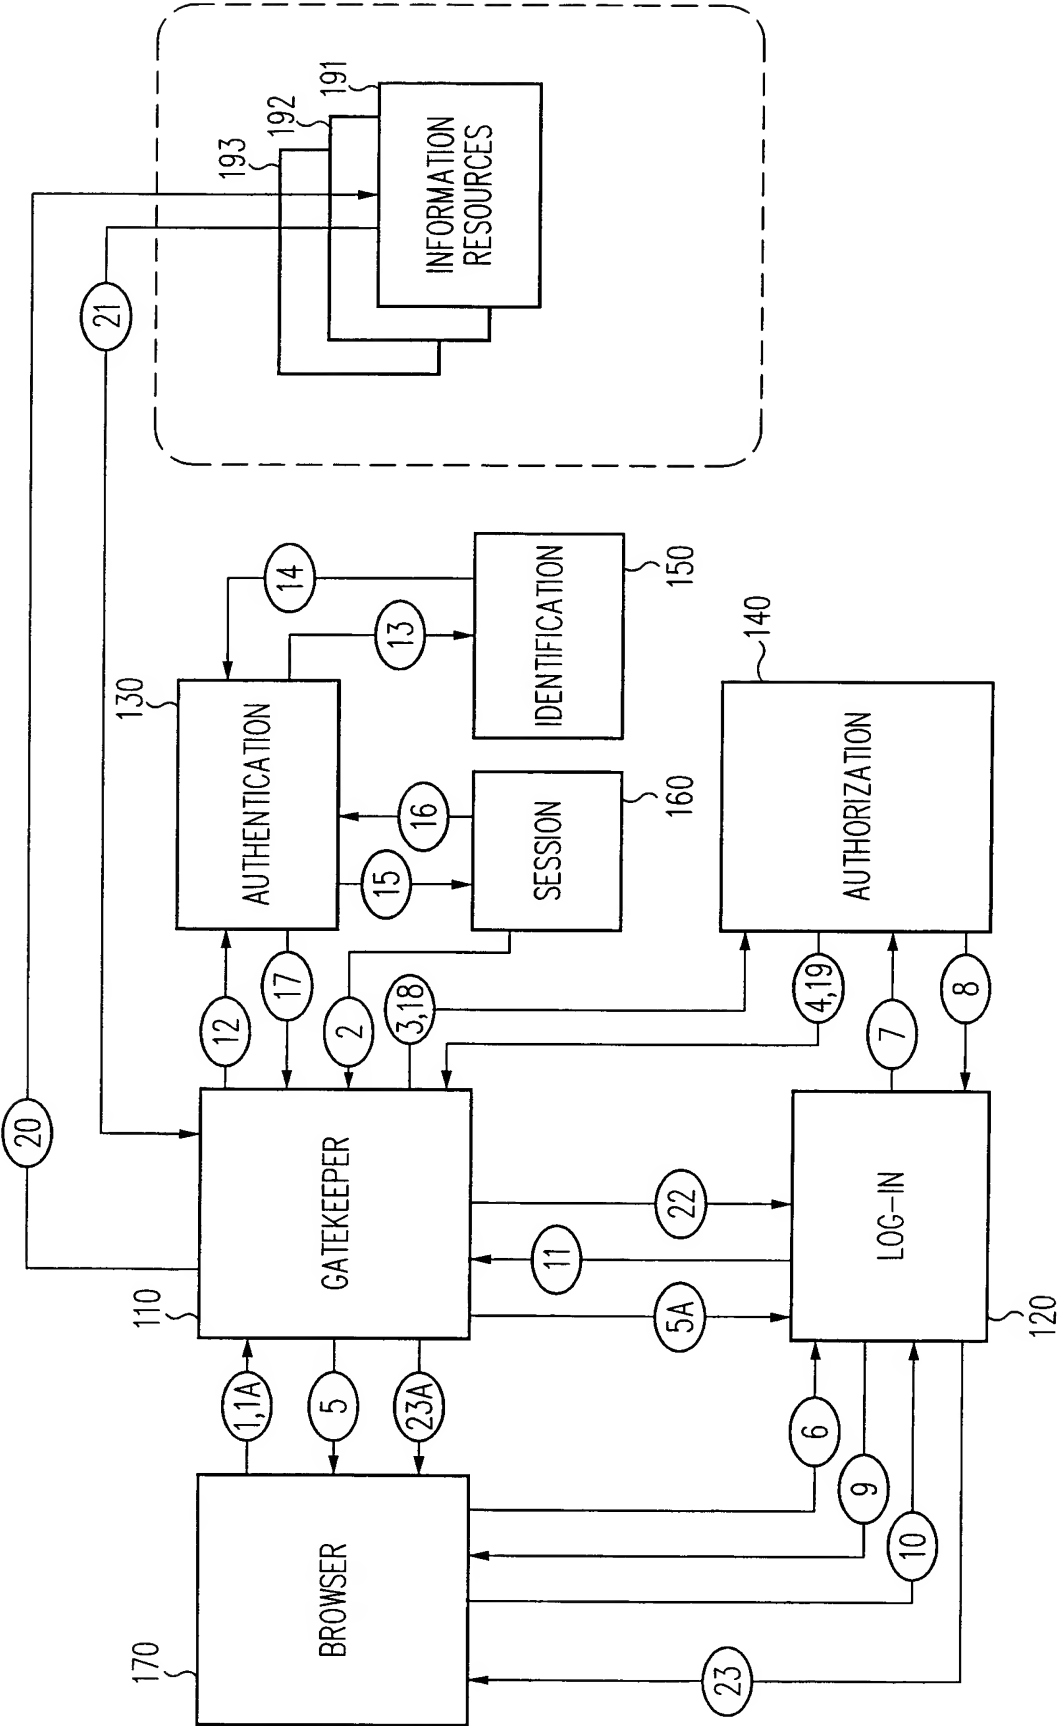 170
BROWSER
1,1A
5
23A
110
GATEKEEPER
20
21
12
17
2
3,18
4,19
130
AUTHENTICATION
15
16
14
13
SESSION
160
IDENTIFICATION
150
193
192
191
INFORMATION
RESOURCES
22
11
5A
6
9
10
23
LOG-IN
120
7
8
AUTHORIZATION
140